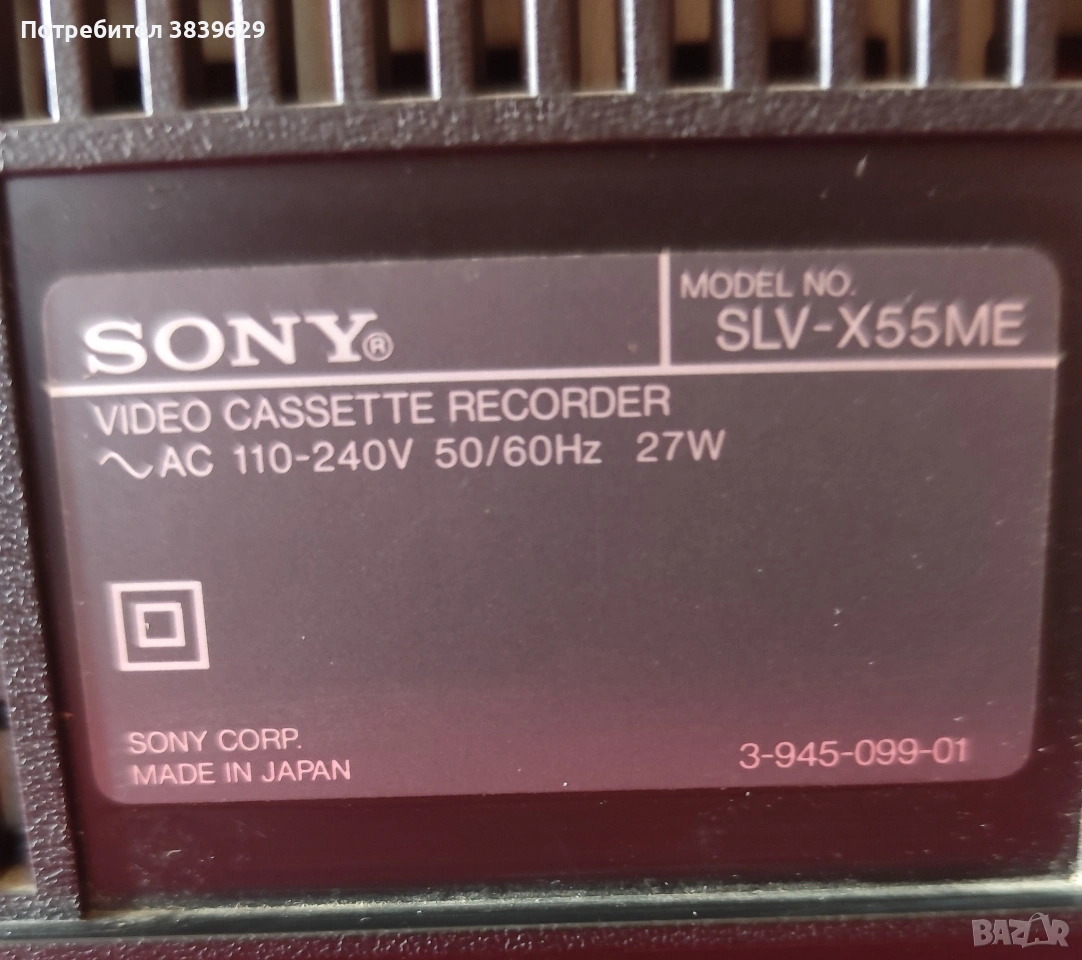 Потребител 3839629
SONY®
MODEL NO.
SLV-X55ME
VIDEO CASSETTE RECORDER
~AC 110-240V 50/60Hz 27W
SONY CORP.
MADE IN JAPAN
3-945-099-01
BAZAR